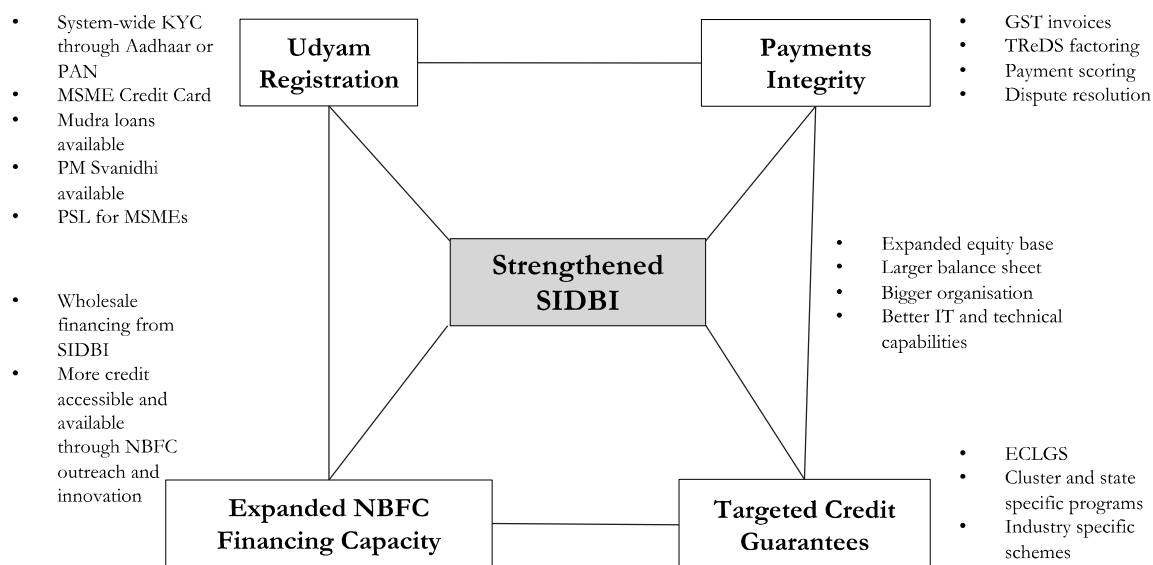 • System-wide KYC
through Aadhaar or
PAN
• MSME Credit Card
• Mudra loans
available
• PM Svanidhi
available
• PSL for MSMEs
Udyam
Registration
Payments
Integrity
• GST invoices
• TReDS factoring
• Payment scoring
• Dispute resolution
Strengthened
SIDBI
• Expanded equity base
• Larger balance sheet
• Bigger organisation
• Better IT and technical
capabilities
• Wholesale
financing from
SIDBI
• More credit
accessible and
available
through NBFC
outreach and
innovation
Expanded NBFC
Financing Capacity
Targeted Credit
Guarantees
• ECLGS
• Cluster and state
specific programs
• Industry specific
schemes